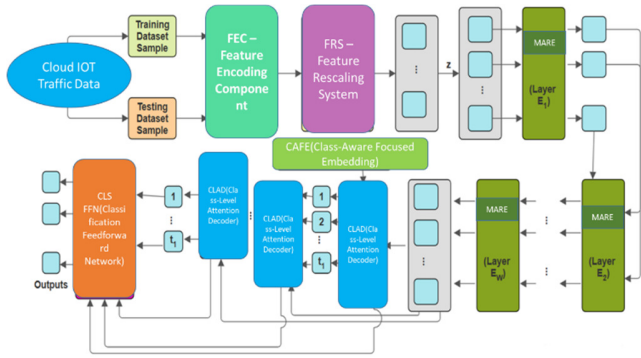 Training
Dataset
Sample
Cloud IOT
Traffic Data
Testing
Dataset
Sample
FEC –
Feature
Encoding
Compone
nt
FRS –
Feature
Rescaling
System
z
MARE
(Layer
E1)
CAFE(Class-Aware Focused
Embedding)
CLS
FFN(Classi
fication
Feedforwa
rd
Network)
1
t1
CLAD(Cla
ss-Level
Attention
Decoder)
CLAD(Cla
ss-Level
Attention
Decoder)
1
2
t1
CLAD(Cla
ss-Level
Attention
Decoder)
MARE
(Layer
EW)
MARE
(Layer
E2)
Outputs